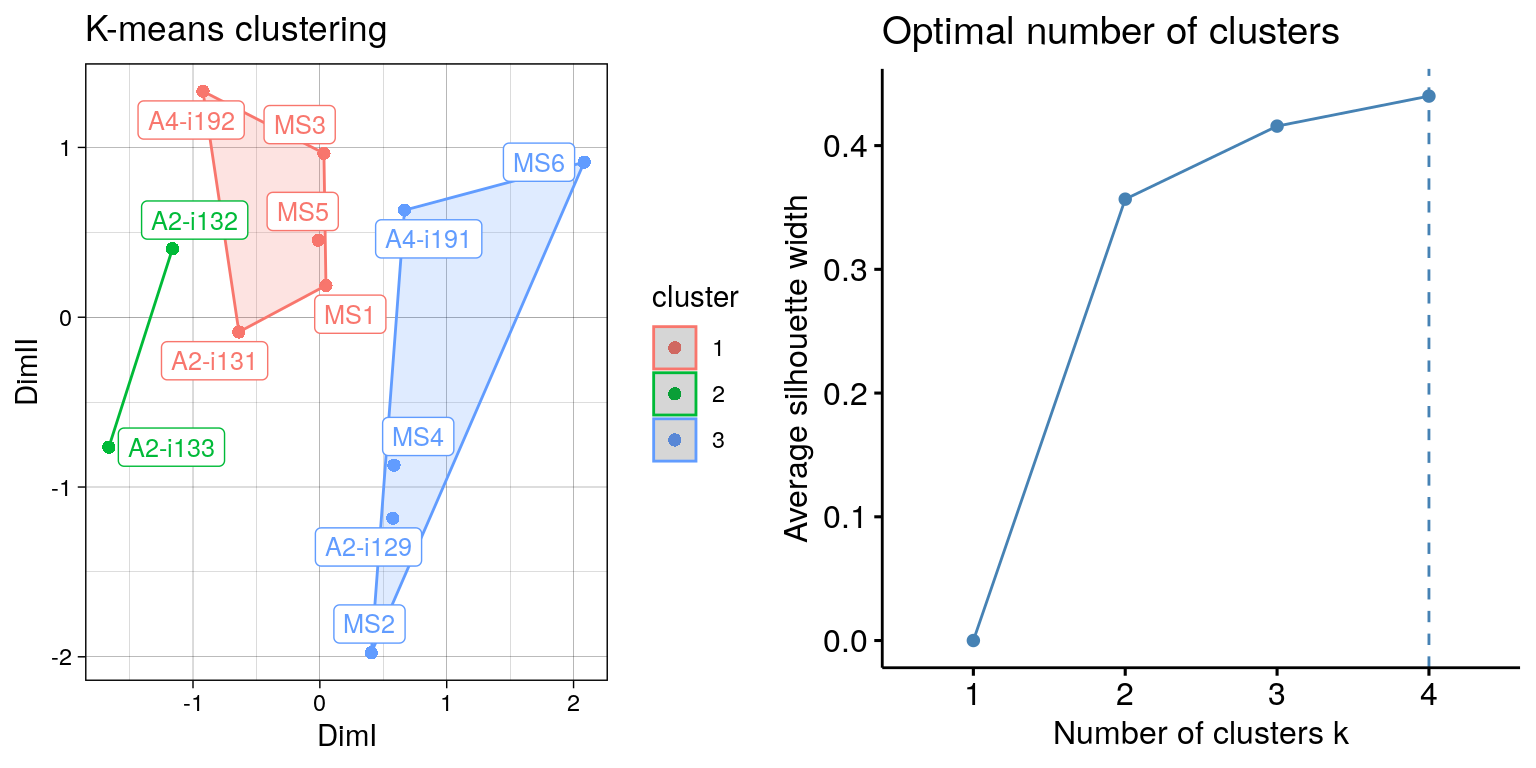 K-means clustering
A4-i192
MS3
MS6
MS5
A2-i132
A4-i191
MS1
A2-i131
MS4
A2-i133
A2-i129
MS2
1
0
-1
-2
DimII
-1
0
1
2
DimI
cluster
1
2
3
Optimal number of clusters
0.4
0.3
0.2
0.1
0.0
Average silhouette width
1
2
3
4
Number of clusters k